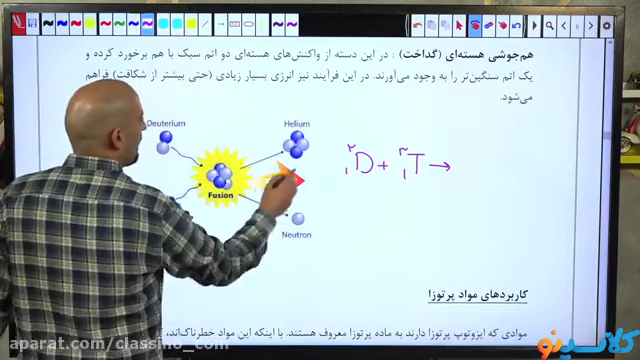 هم‌جوشی هسته‌ای (گداخت) : در این دسته از واکنش‌های هسته‌ای دو اتم سبک با هم برخورد کرده و
یک اتم سنگین‌تر را به وجود می‌آورند. در این فرآیند نیز انرژی بسیار زیادی (حتی بیشتر از شکافت) فراهم
می‌شود.
Deuterium
Helium
Fusion
Neutron
²₁D + ³₁T →
کاربردهای مواد پرتوزا
موادی که ایزوتوپ پرتوزا دارند به ماده پرتوزا معروف هستند. با اینکه این مواد خطرناک‌اند،
aparat.com/classino_com
کلاسینو